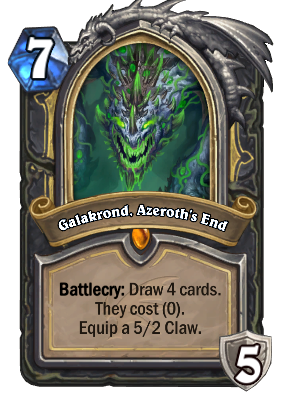 7
Galakrond, Azeroth's End
Battlecry: Draw 4 cards.
They cost (0).
Equip a 5/2 Claw.
5